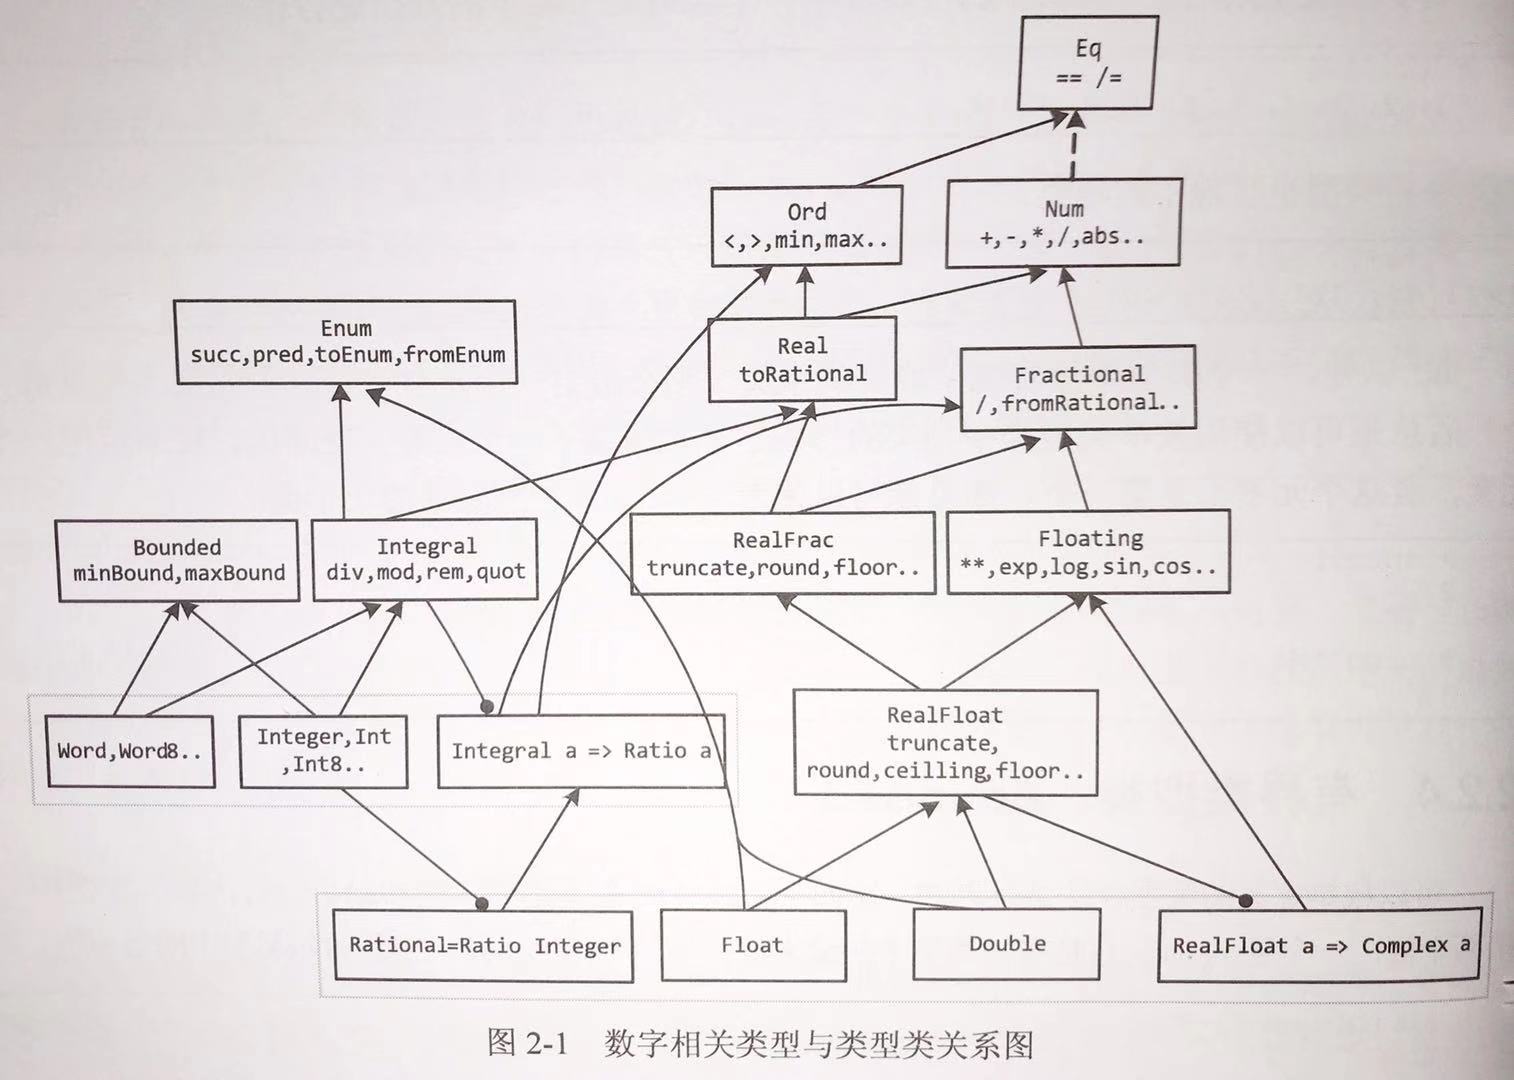 Eq
== /=
Ord
<,>,min,max..
Num
+,-,*,/,abs..
Enum
succ,pred,toEnum,fromEnum
Real
toRational
Fractional
/,fromRational..
Bounded
minBound,maxBound
Integral
div,mod,rem,quot
RealFrac
truncate,round,floor..
Floating
**,exp,log,sin,cos..
Word,Word8..
Integer,Int
,Int8..
Integral a => Ratio a
RealFloat
truncate,
round,ceilling,floor..
Rational=Ratio Integer
Float
Double
RealFloat a => Complex a
图 2-1 数字相关类型与类型类关系图